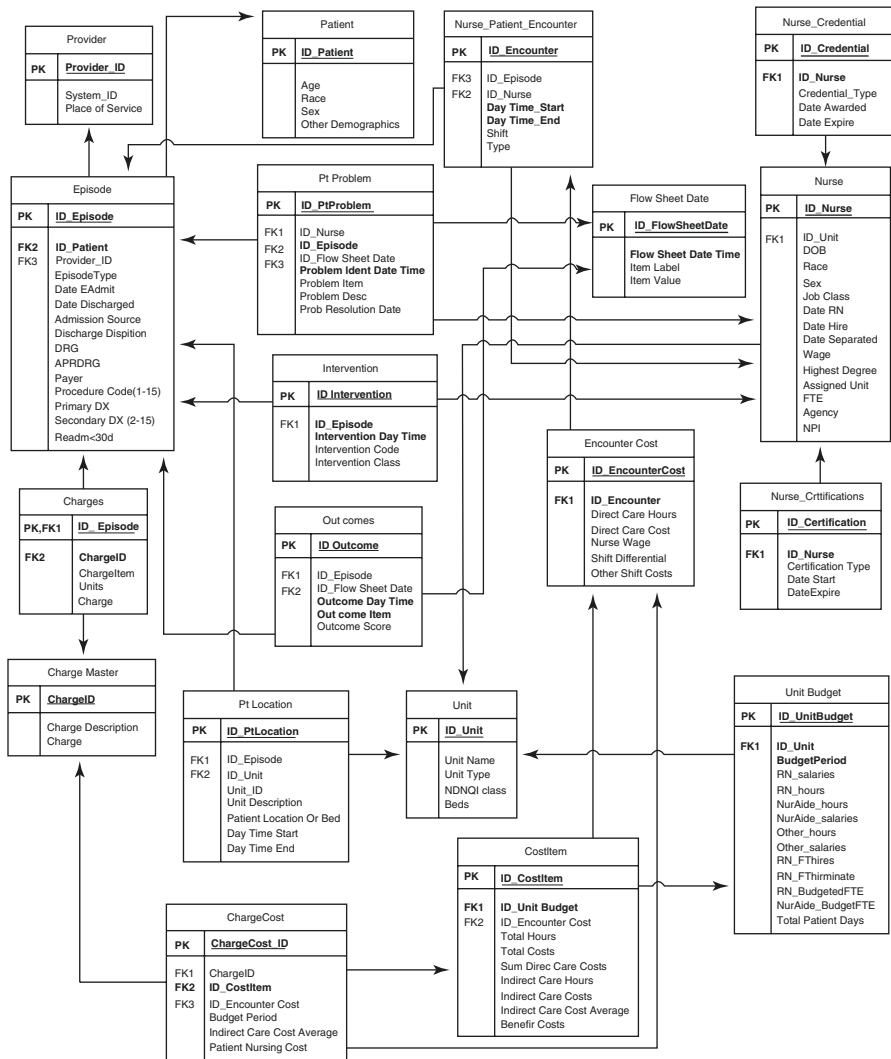 Provider
PK Provider_ID
System_ID
Place of Service
Patient
PK ID_Patient
Age
Race
Sex
Other Demographics
Nurse_Patient_Encounter
PK ID_Encounter
FK3 ID_Episode
FK2 ID_Nurse
Day Time_Start
Day Time_End
Shift
Type
Nurse_Credential
PK ID_Credential
FK1 ID_Nurse
Credential_Type
Date Awarded
Date Expire
Episode
PK ID_Episode
FK2 ID_Patient
FK3 Provider_ID
EpisodeType
Date EAdmit
Date Discharged
Admission Source
Discharge Dispition
DRG
APRDRG
Payer
Procedure Code(1-15)
Primary DX
Secondary DX (2-15)
Readm<30d
Pt Problem
PK ID_PtProblem
FK1 ID_Nurse
FK2 ID_Episode
FK3 ID_Flow Sheet Date
Problem Ident Date Time
Problem Item
Problem Desc
Prob Resolution Date
Flow Sheet Date
PK ID_FlowSheetDate
Flow Sheet Date Time
Item Label
Item Value
Nurse
PK ID_Nurse
FK1 ID_Unit
DOB
Race
Sex
Job Class
Date RN
Date Hire
Date Separated
Wage
Highest Degree
Assigned Unit
FTE
Agency
NPI
Intervention
PK ID Intervention
FK1 ID_Episode
Intervention Day Time
Intervention Code
Intervention Class
Encounter Cost
PK ID_EncounterCost
FK1 ID_Encounter
Direct Care Hours
Direct Care Cost
Nurse Wage
Shift Differential
Other Shift Costs
Nurse_Crttifications
PK ID_Certification
FK1 ID_Nurse
Certification Type
Date Start
DateExpire
Charges
PK,FK1 ID_ Episode
FK2 ChargeID
ChargeItem
Units
Charge
Out comes
PK ID Outcome
FK1 ID_Episode
FK2 ID_Flow Sheet Date
Outcome Day Time
Out come Item
Outcome Score
Charge Master
PK ChargeID
Charge Description
Charge
Pt Location
PK ID_PtLocation
FK1 ID_Episode
FK2 ID_Unit
Unit_ID
Unit Description
Patient Location Or Bed
Day Time Start
Day Time End
Unit
PK ID_Unit
Unit Name
Unit Type
NDNQI class
Beds
Unit Budget
PK ID_UnitBudget
FK1 ID_Unit
BudgetPeriod
RN_salaries
RN_hours
NurAide_hours
NurAide_salaries
Other_hours
Other_salaries
RN_FThires
RN_FThirminate
RN_BudgetedFTE
NurAide_BudgetFTE
Total Patient Days
CostItem
PK ID_CostItem
FK1 ID_Unit Budget
FK2 ID_Encounter Cost
Total Hours
Total Costs
Sum Direc Care Costs
Indirect Care Hours
Indirect Care Costs
Indirect Care Cost Average
Benefir Costs
ChargeCost
PK ChargeCost_ID
FK1 ChargeID
FK2 ID_CostItem
FK3 ID_Encounter Cost
Budget Period
Indirect Care Cost Average
Patient Nursing Cost